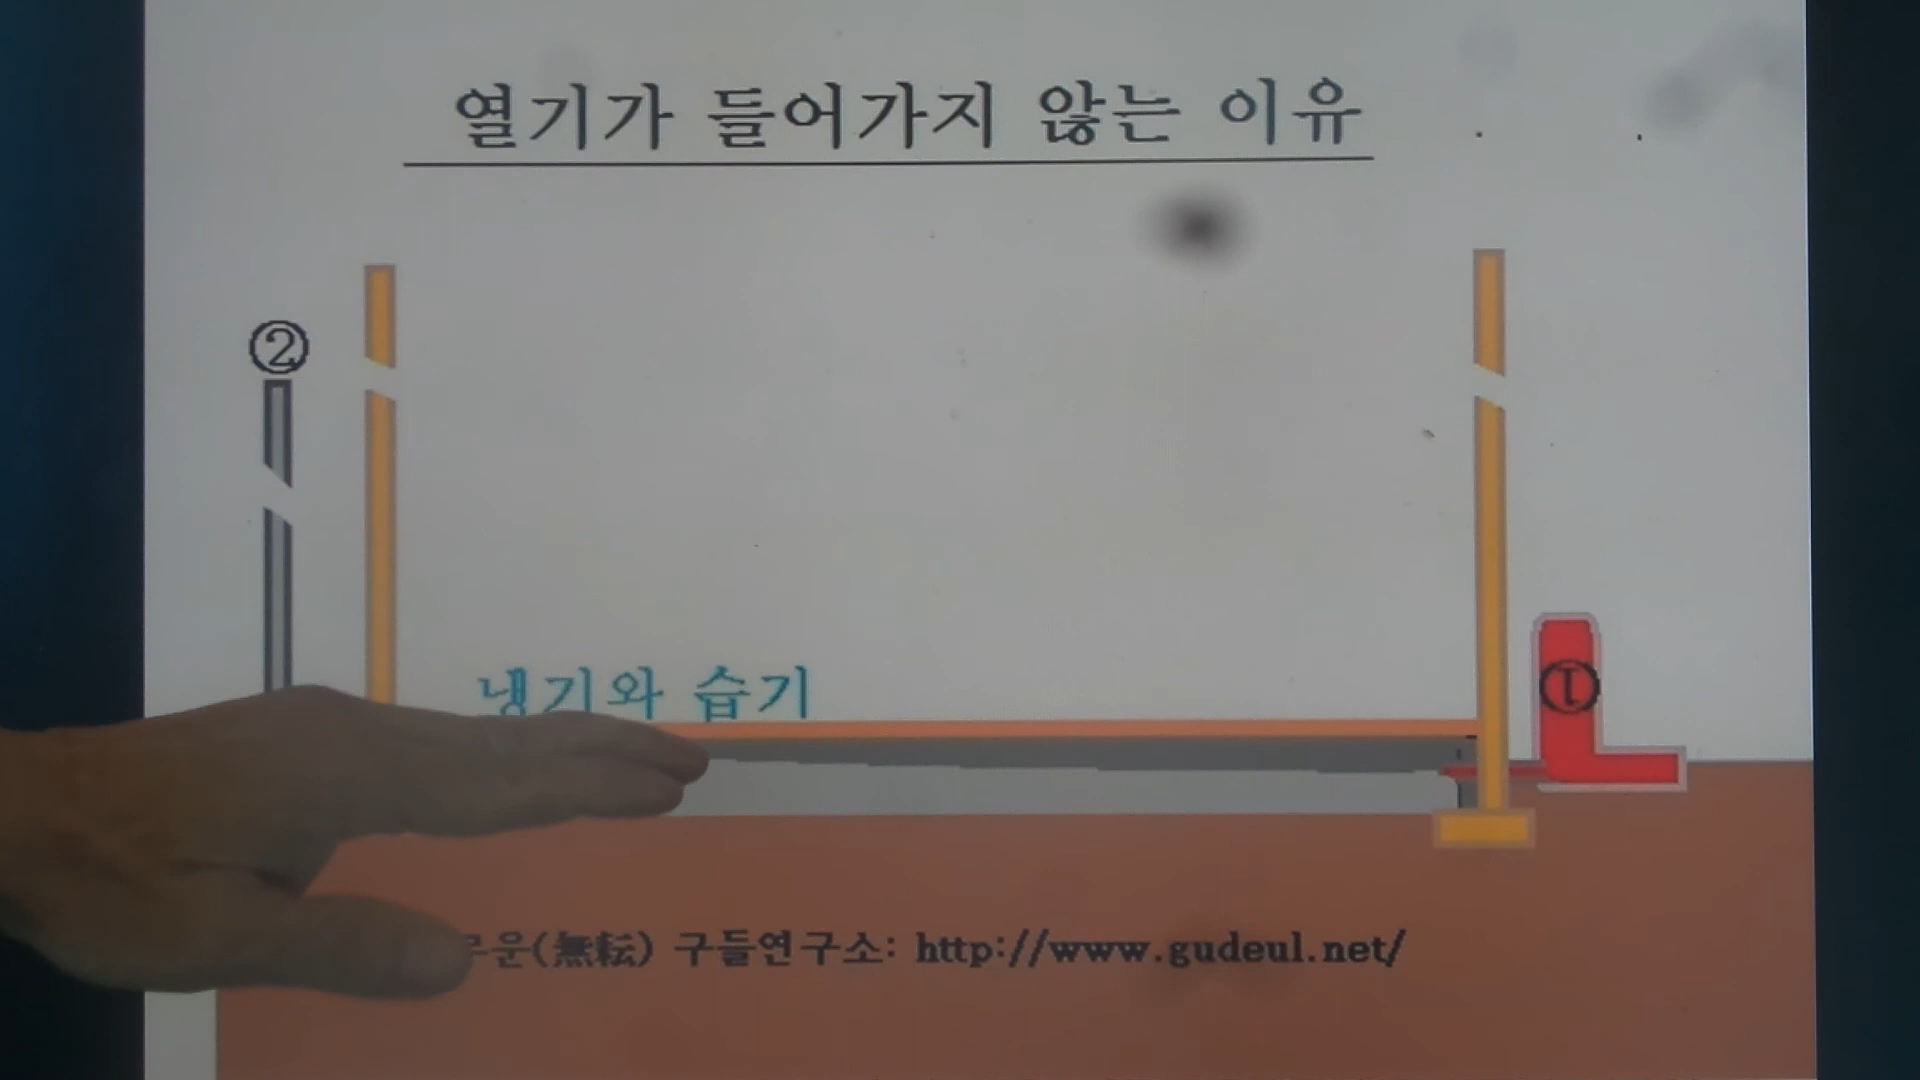 열기가 들어가지 않는 이유
②
냉기와 습기
①
무운(無耘) 구들연구소: http://www.gudeul.net/